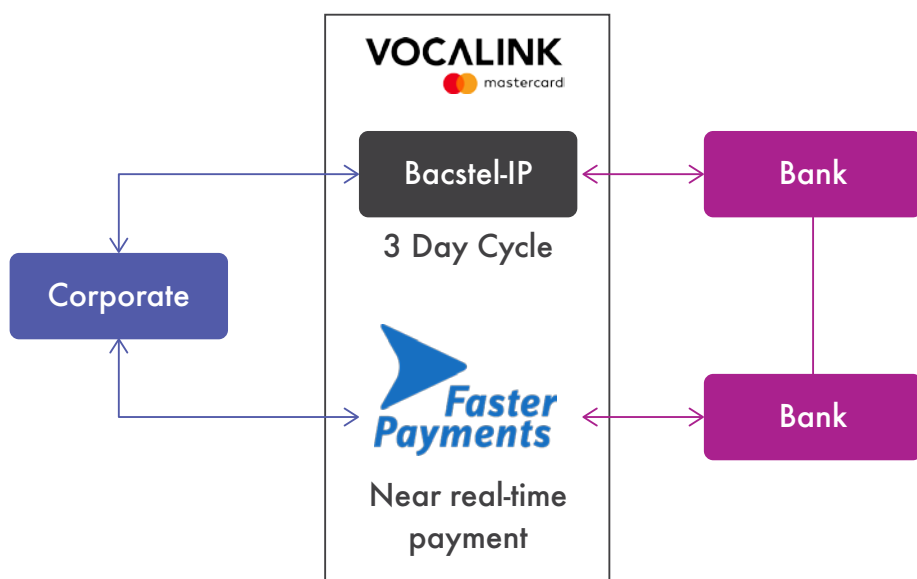 VOCALINK
mastercard
Bacstel-IP
Bank
3 Day Cycle
Corporate
Faster
Payments
Bank
Near real-time
payment